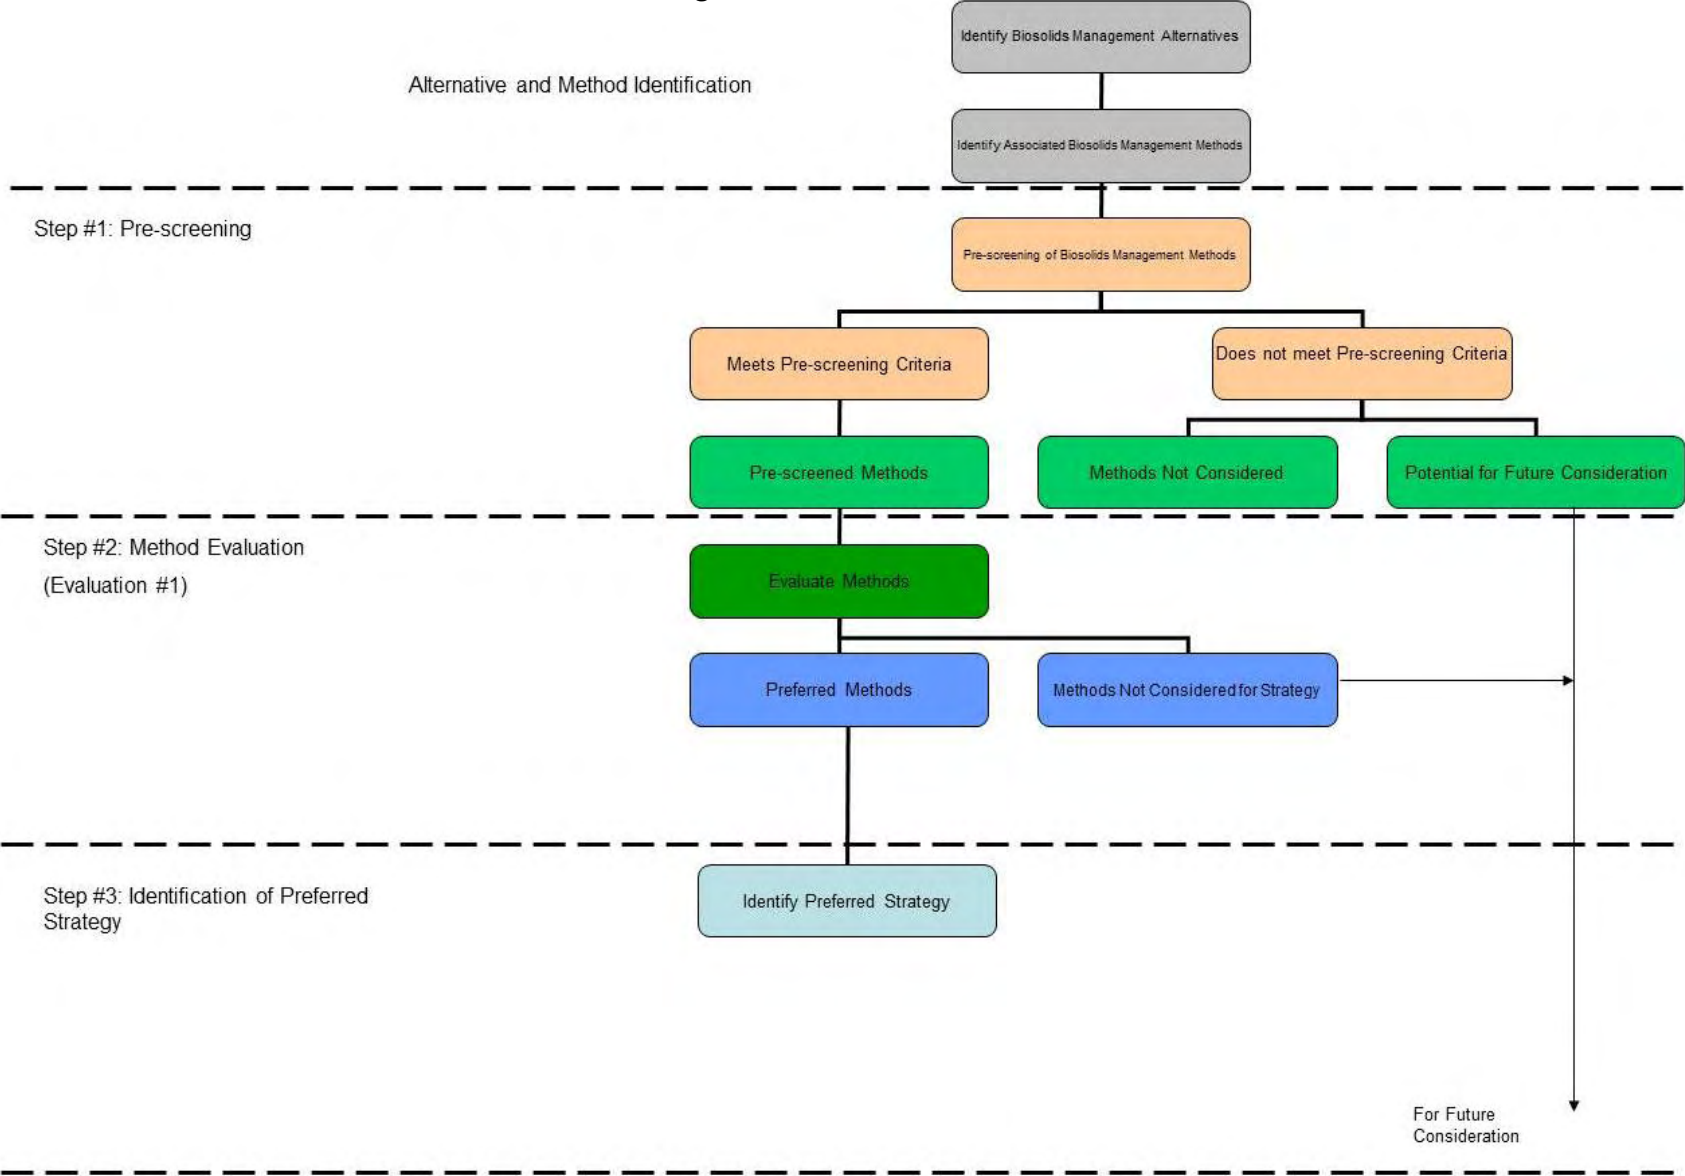 Identify Biosolids Management Alternatives
Alternative and Method Identification
Identify Associated Biosolids Management Methods
Step #1: Pre-screening
Pre-screening of Biosolids Management Methods
Meets Pre-screening Criteria
Does not meet Pre-screening Criteria
Pre-screened Methods
Methods Not Considered
Potential for Future Consideration
Step #2: Method Evaluation
(Evaluation #1)
Evaluate Methods
Preferred Methods
Methods Not Considered for Strategy
Step #3: Identification of Preferred
Strategy
Identify Preferred Strategy
For Future
Consideration